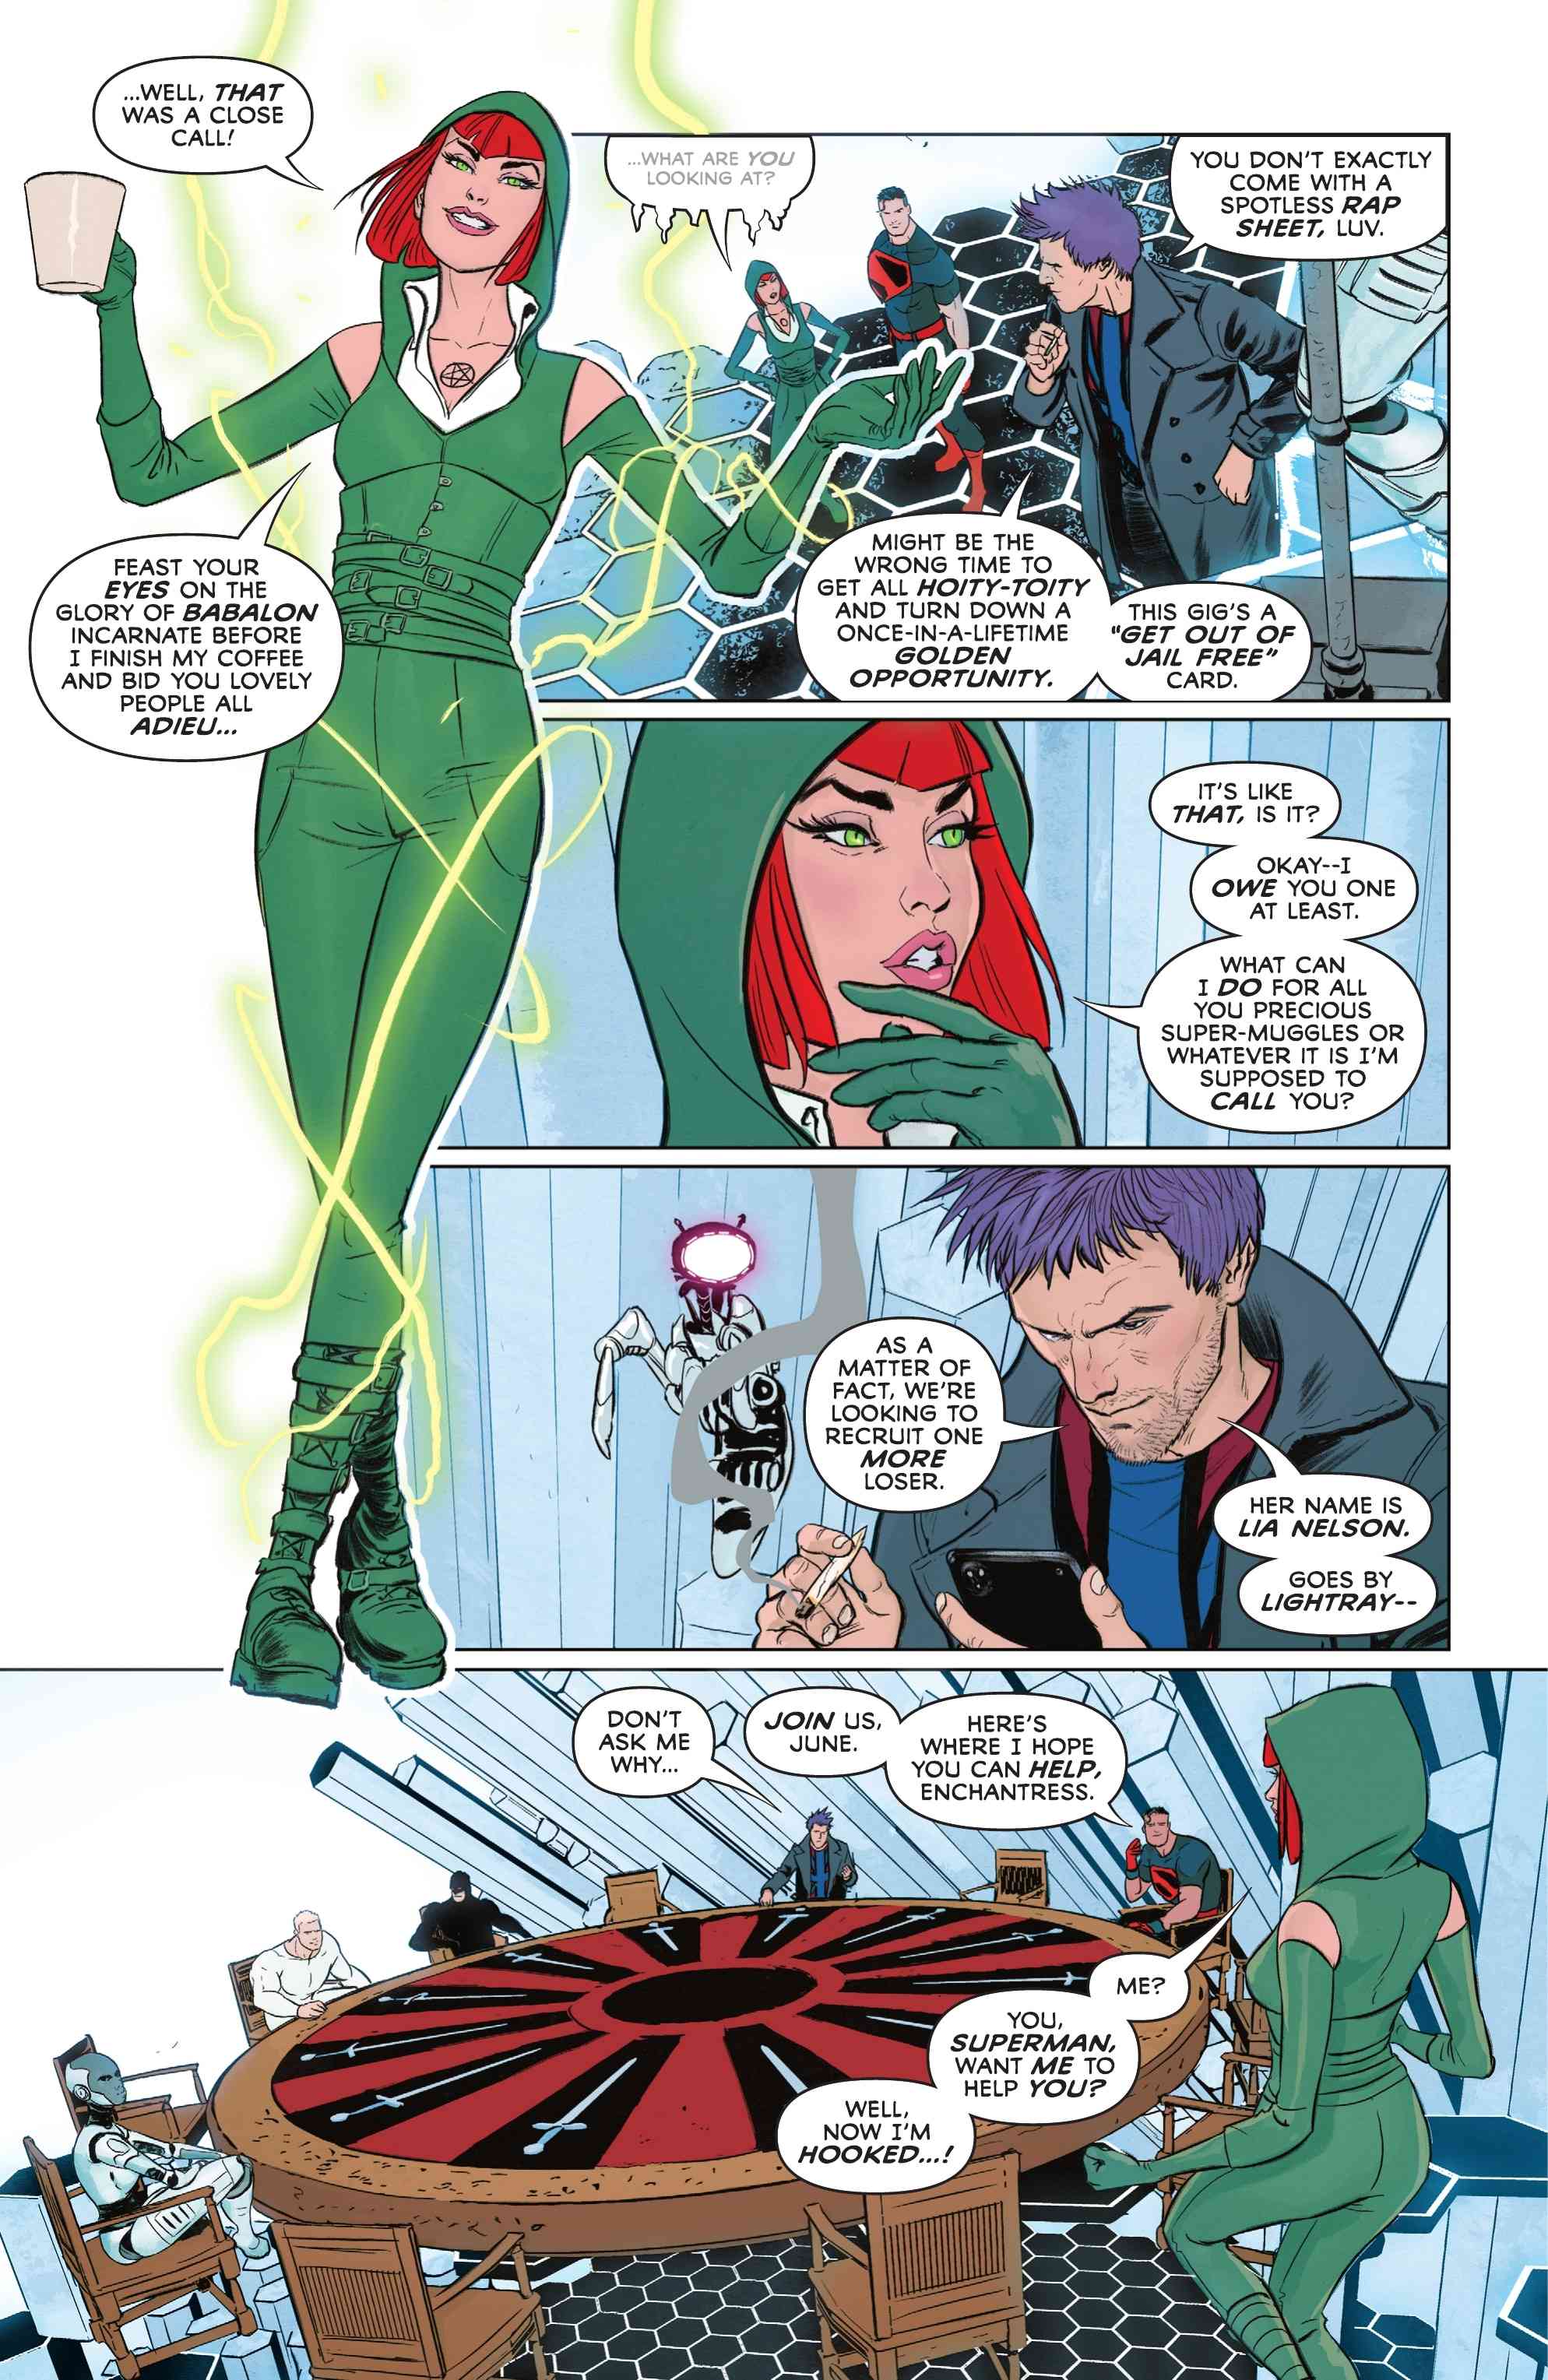 ...WELL, THAT
WAS A CLOSE
CALL!
FEAST YOUR
EYES ON THE
GLORY OF BABALON
INCARNATE BEFORE
I FINISH MY COFFEE
AND BID YOU LOVELY
PEOPLE ALL
ADIEU...
...WHAT ARE YOU
LOOKING AT?
YOU DON'T EXACTLY
COME WITH A
SPOTLESS RAP
SHEET, LUV.
MIGHT BE THE
WRONG TIME TO
GET ALL HOITY-TOITY
AND TURN DOWN A
ONCE-IN-A-LIFETIME
GOLDEN
OPPORTUNITY.
THIS GIG'S A
"GET OUT OF
JAIL FREE"
CARD.
IT'S LIKE
THAT, IS IT?
OKAY--I
OWE YOU ONE
AT LEAST.
WHAT CAN
I DO FOR ALL
YOU PRECIOUS
SUPER-MUGGLES OR
WHATEVER IT IS I'M
SUPPOSED TO
CALL YOU?
AS A
MATTER OF
FACT, WE'RE
LOOKING TO
RECRUIT ONE
MORE
LOSER.
HER NAME IS
LIA NELSON.
GOES BY
LIGHTRAY--
DON'T
ASK ME
WHY...
JOIN US,
JUNE.
HERE'S
WHERE I HOPE
YOU CAN HELP,
ENCHANTRESS.
ME?
YOU,
SUPERMAN,
WANT ME TO
HELP YOU?
WELL,
NOW I'M
HOOKED...!